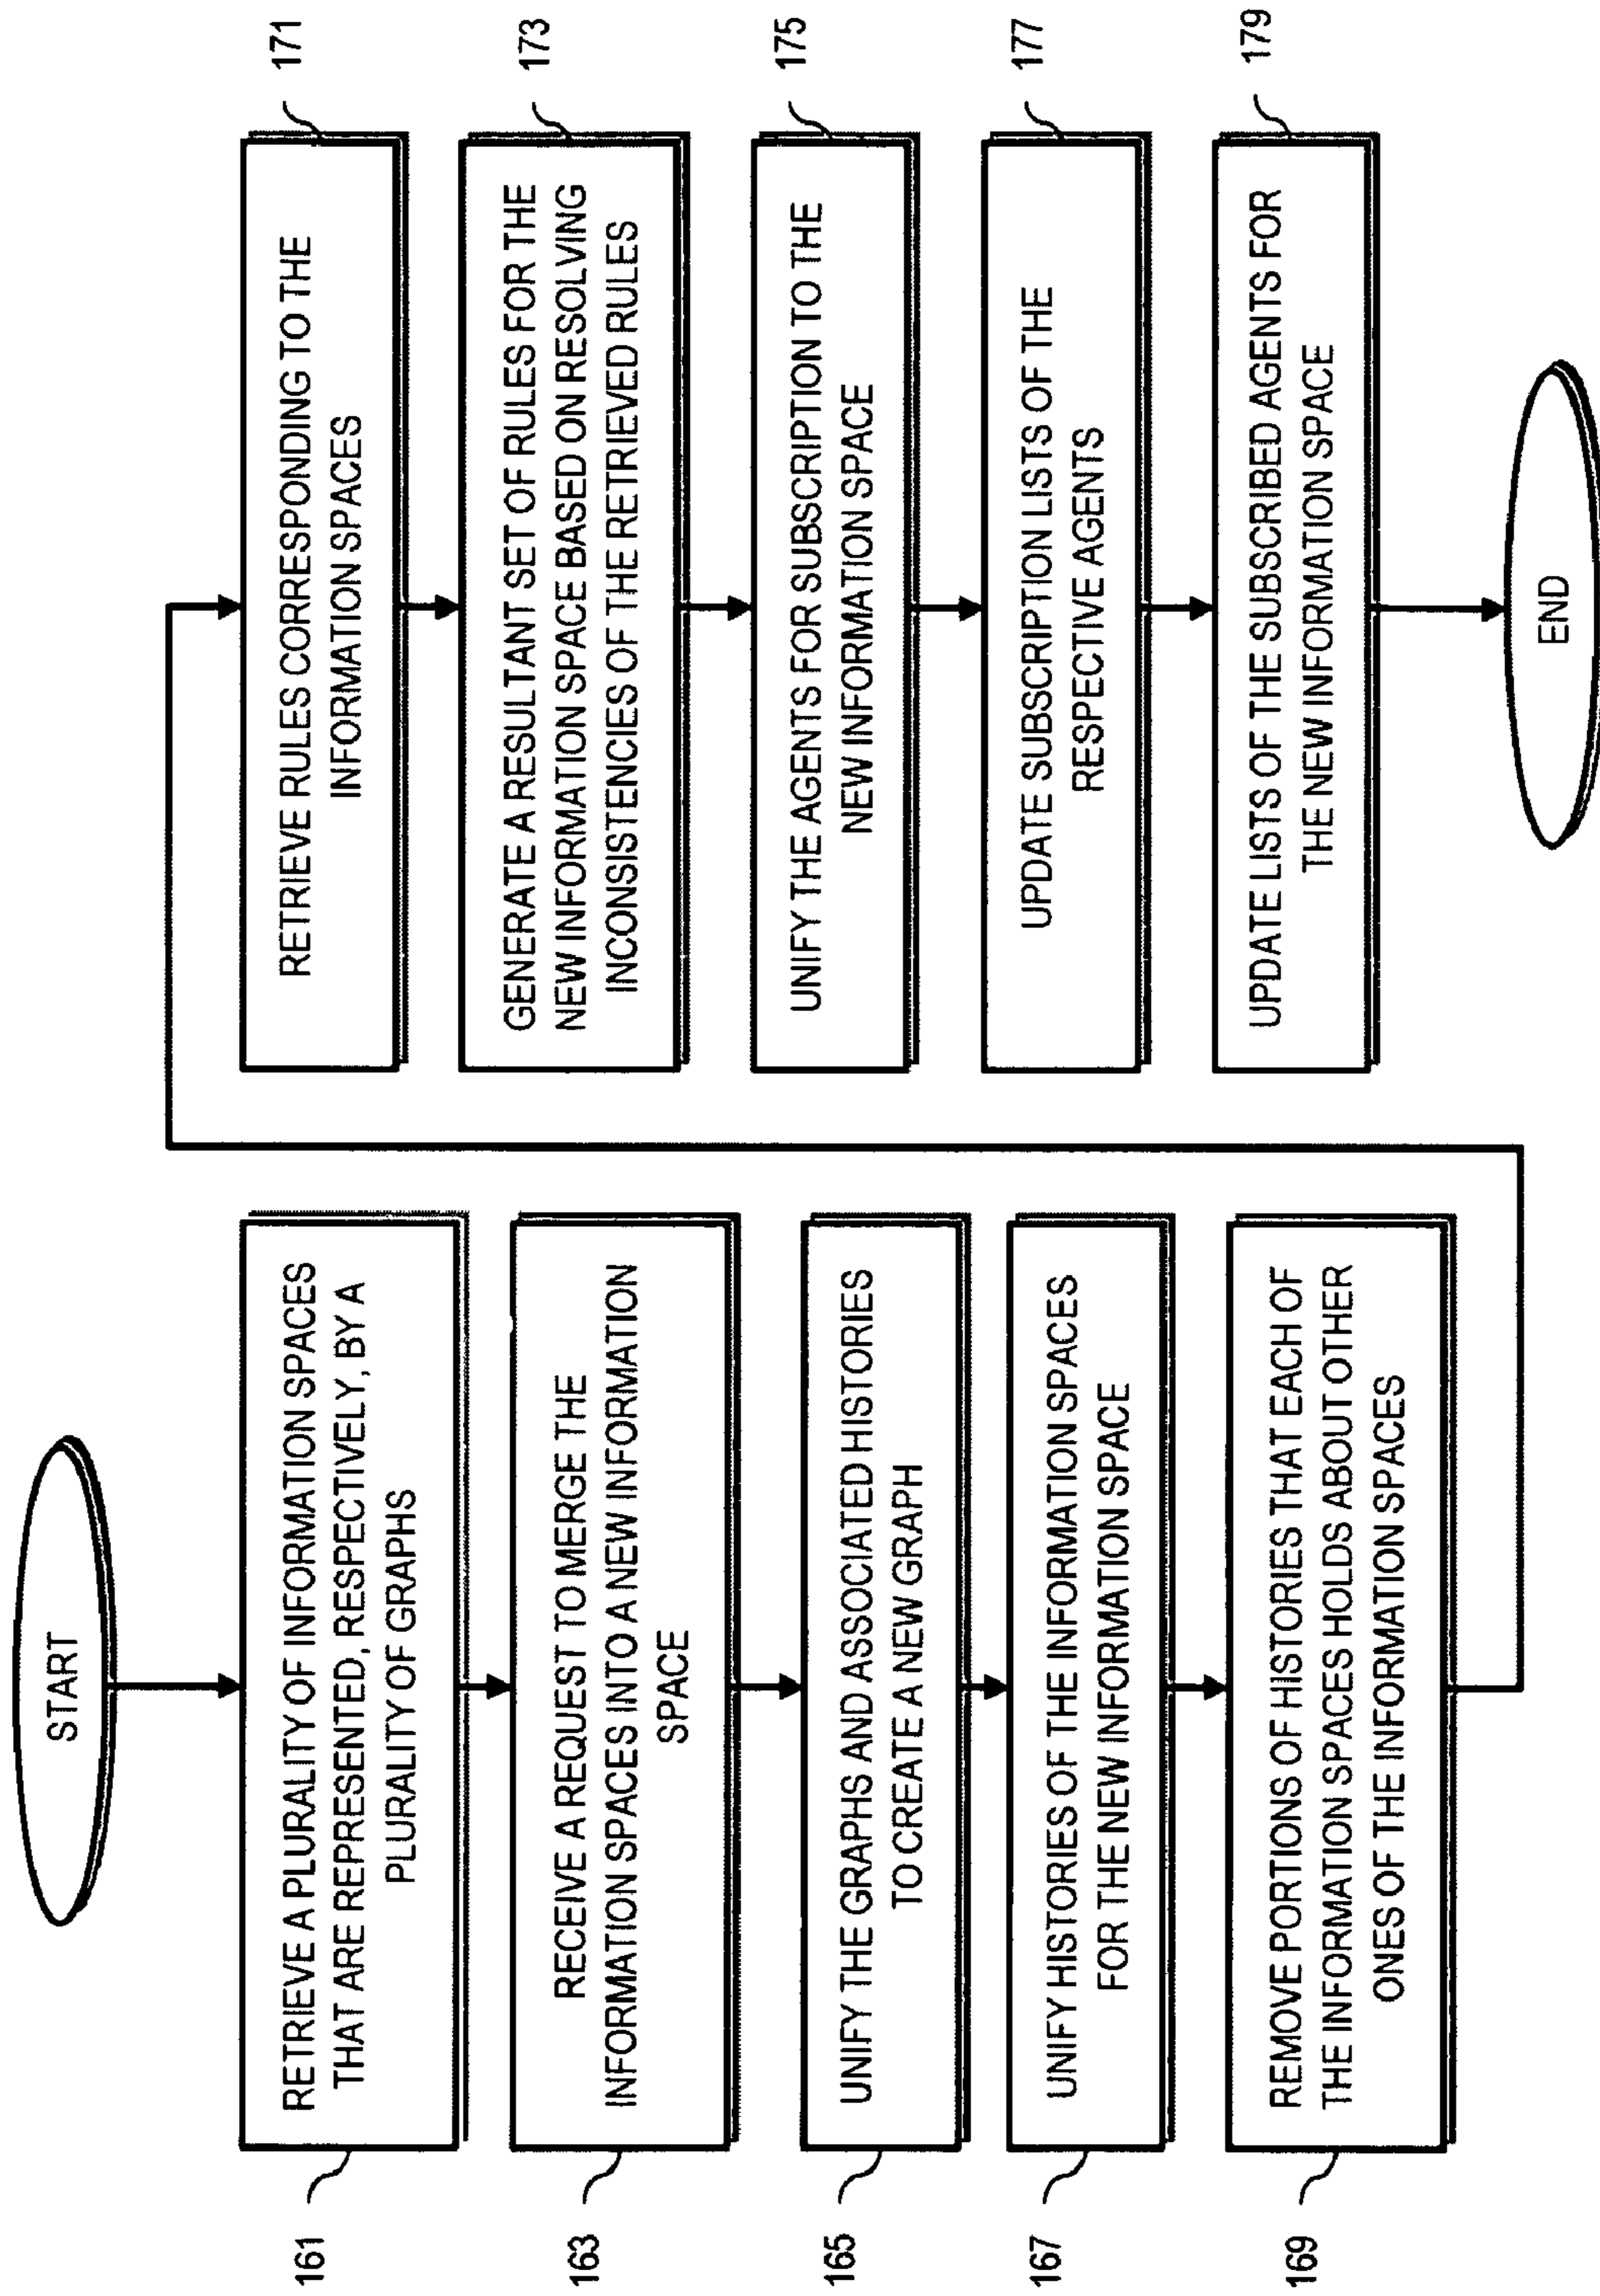 START
161
RETRIEVE A PLURALITY OF INFORMATION SPACES
THAT ARE REPRESENTED, RESPECTIVELY, BY A
PLURALITY OF GRAPHS
163
RECEIVE A REQUEST TO MERGE THE
INFORMATION SPACES INTO A NEW INFORMATION
SPACE
165
UNIFY THE GRAPHS AND ASSOCIATED HISTORIES
TO CREATE A NEW GRAPH
167
UNIFY HISTORIES OF THE INFORMATION SPACES
FOR THE NEW INFORMATION SPACE
169
REMOVE PORTIONS OF HISTORIES THAT EACH OF
THE INFORMATION SPACES HOLDS ABOUT OTHER
ONES OF THE INFORMATION SPACES
171
RETRIEVE RULES CORRESPONDING TO THE
INFORMATION SPACES
173
GENERATE A RESULTANT SET OF RULES FOR THE
NEW INFORMATION SPACE BASED ON RESOLVING
INCONSISTENCIES OF THE RETRIEVED RULES
175
UNIFY THE AGENTS FOR SUBSCRIPTION TO THE
NEW INFORMATION SPACE
177
UPDATE SUBSCRIPTION LISTS OF THE
RESPECTIVE AGENTS
179
UPDATE LISTS OF THE SUBSCRIBED AGENTS FOR
THE NEW INFORMATION SPACE
END